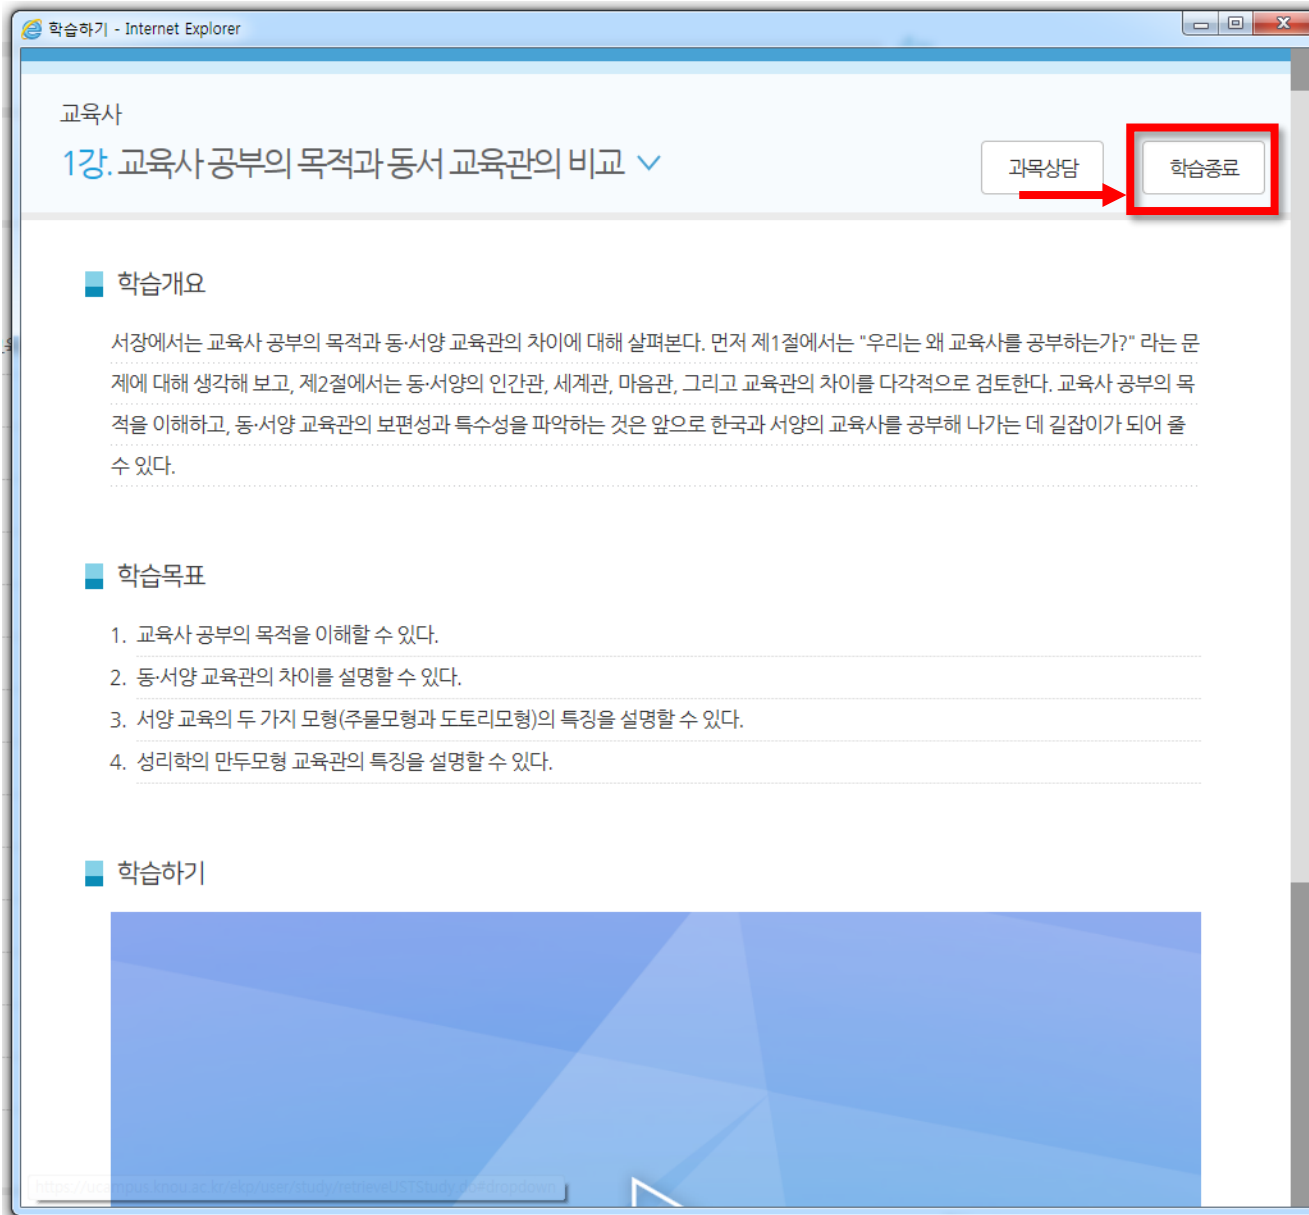 학습하기 - Internet Explorer
교육사
1강. 교육사 공부의 목적과 동서 교육관의 비교
과목상담
학습종료
학습개요
서장에서는 교육사 공부의 목적과 동·서양 교육관의 차이에 대해 살펴본다. 먼저 제1절에서는 "우리는 왜 교육사를 공부하는가?" 라는 문
제에 대해 생각해 보고, 제2절에서는 동·서양의 인간관, 세계관, 마음관, 그리고 교육관의 차이를 다각적으로 검토한다. 교육사 공부의 목
적을 이해하고, 동·서양 교육관의 보편성과 특수성을 파악하는 것은 앞으로 한국과 서양의 교육사를 공부해 나가는 데 길잡이가 되어 줄
수 있다.
학습목표
1. 교육사 공부의 목적을 이해할 수 있다.
2. 동·서양 교육관의 차이를 설명할 수 있다.
3. 서양 교육의 두 가지 모형(주물모형과 도토리모형)의 특징을 설명할 수 있다.
4. 성리학의 만두모형 교육관의 특징을 설명할 수 있다.
학습하기